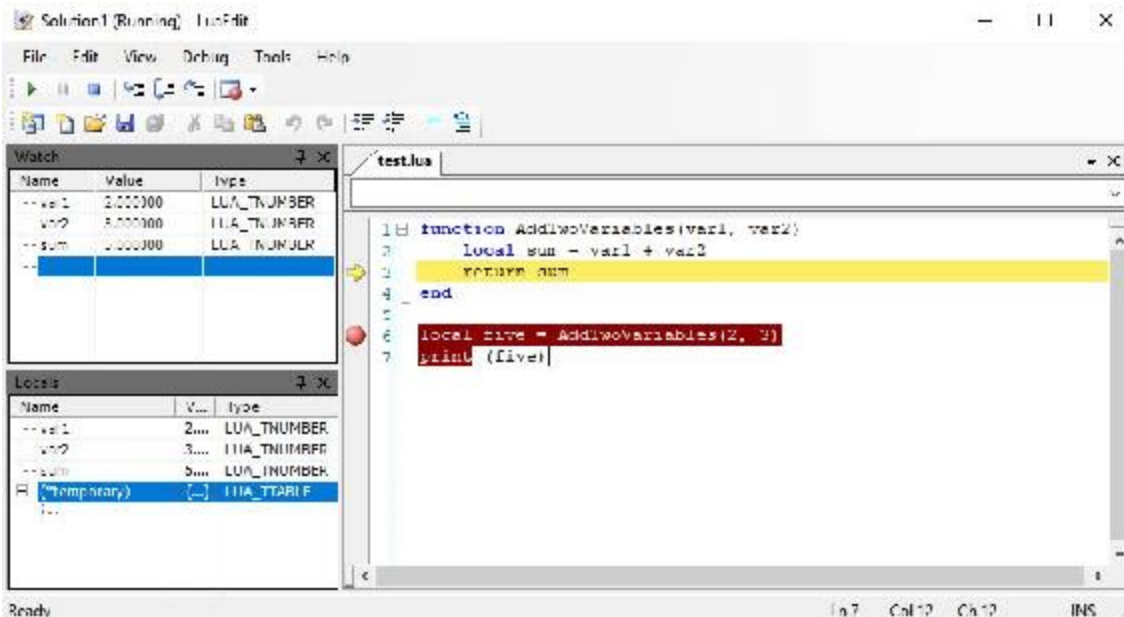 Solution1 (Running) - LuaEdit
File Edit View Debug Tools Help
Watch
Name Value Type
var1 2.000000 LUA_TNUMBER
var2 3.000000 LUA_TNUMBER
sum 5.000000 LUA_TNUMBER
Locals
Name V... Type
var1 2.... LUA_TNUMBER
var2 3.... LUA_TNUMBER
sum 5.... LUA_TNUMBER
(*temporary) {...} LUA_TTABLE
test.lua
1 function AddTwoVariables(var1, var2)
2 local sum = var1 + var2
3 return sum
4 end
5
6 local five = AddTwoVariables(2, 3)
7 print (five)
Ready Ln 7 Col 12 Ch 12 INS